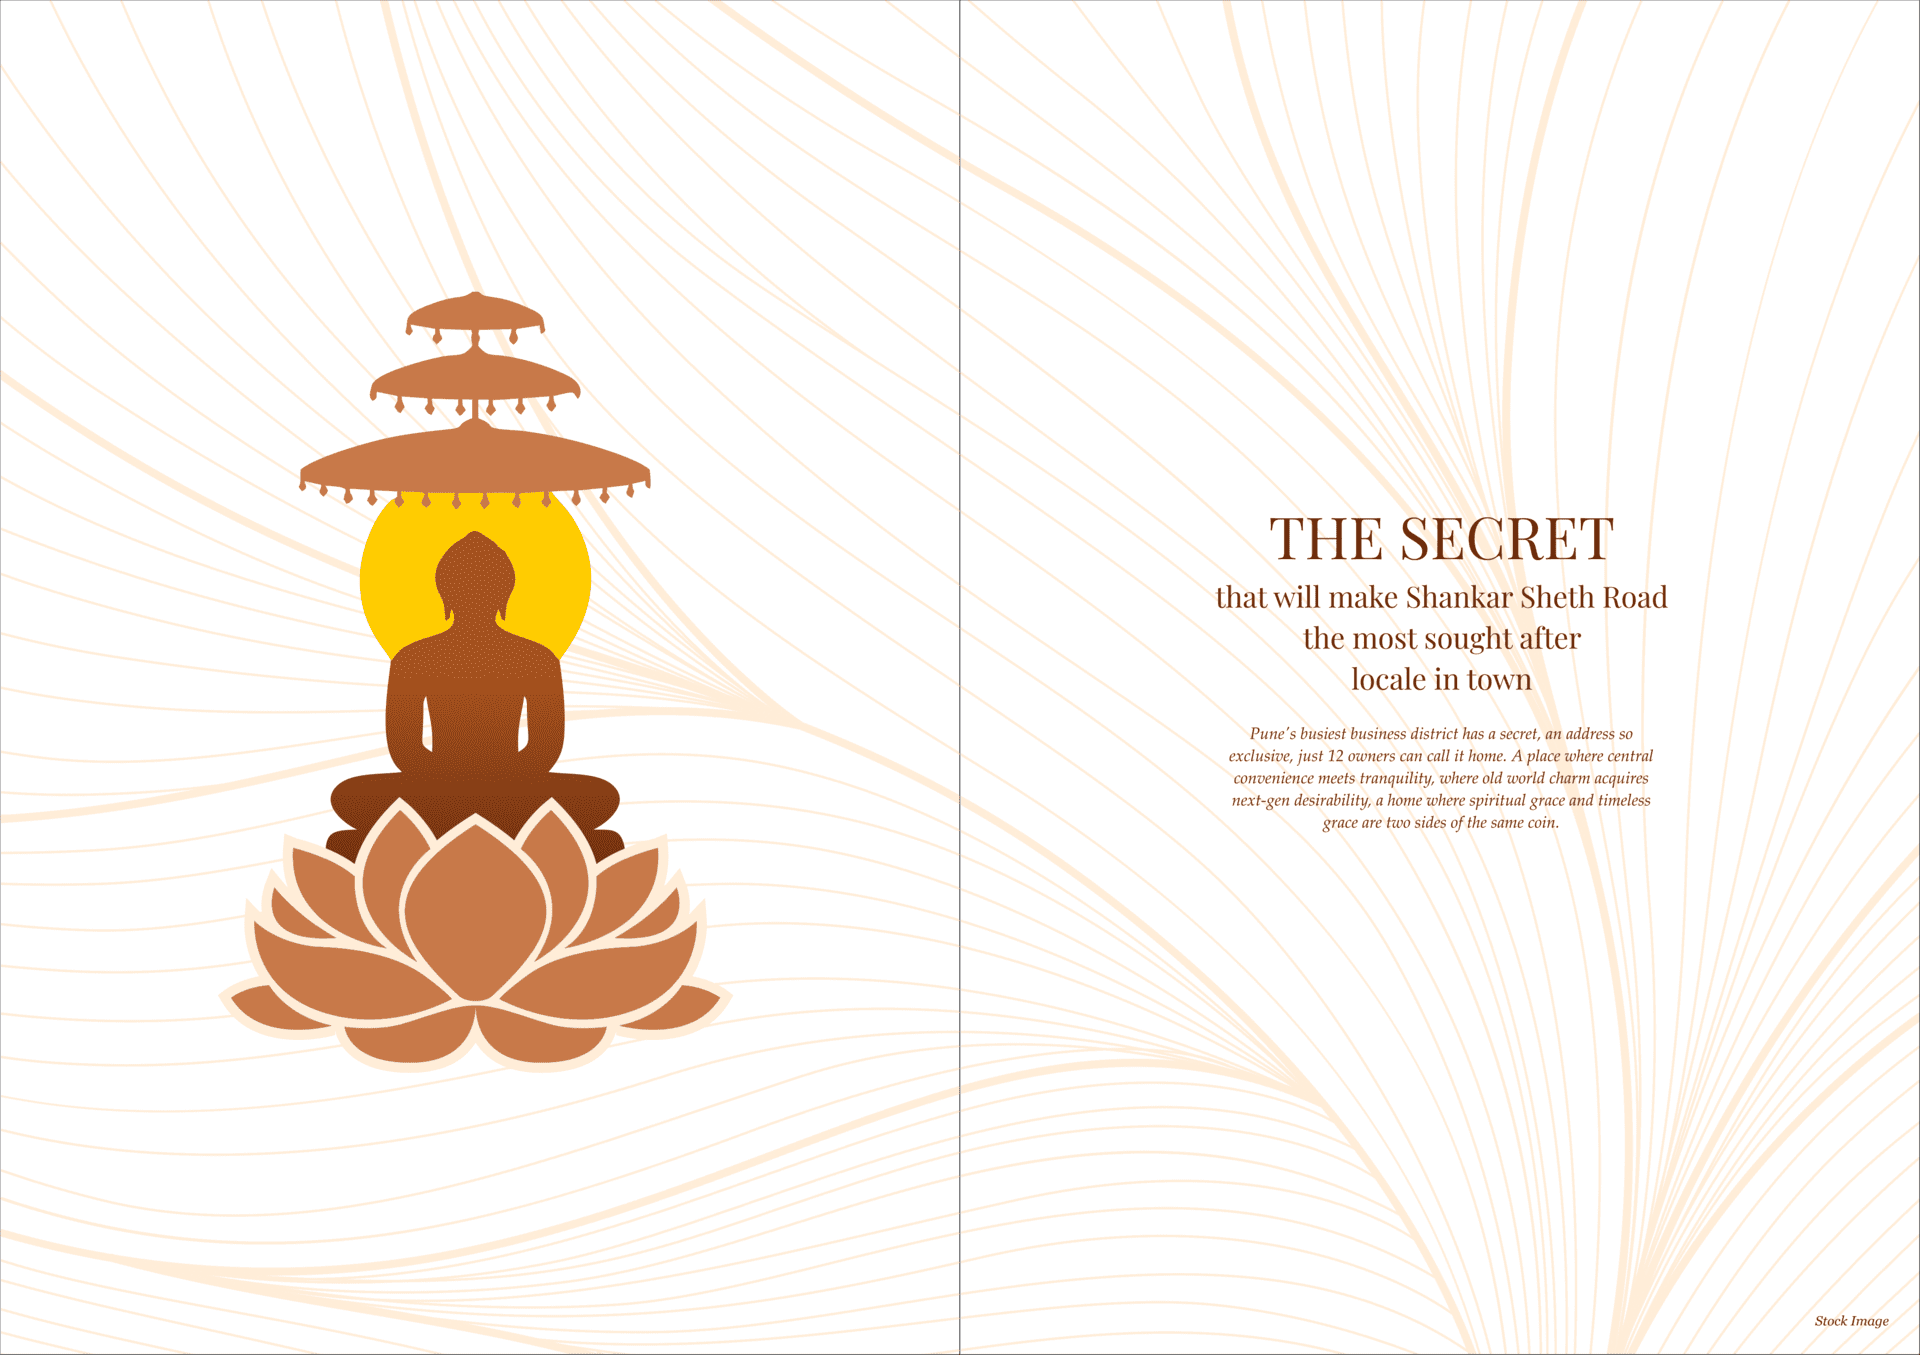 THE SECRET
that will make Shankar Sheth Road
the most sought after
locale in town
Pune’s busiest business district has a secret, an address so
exclusive, just 12 owners can call it home. A place where central
convenience meets tranquility, where old world charm acquires
next-gen desirability, a home where spiritual grace and timeless
grace are two sides of the same coin.
Stock Image